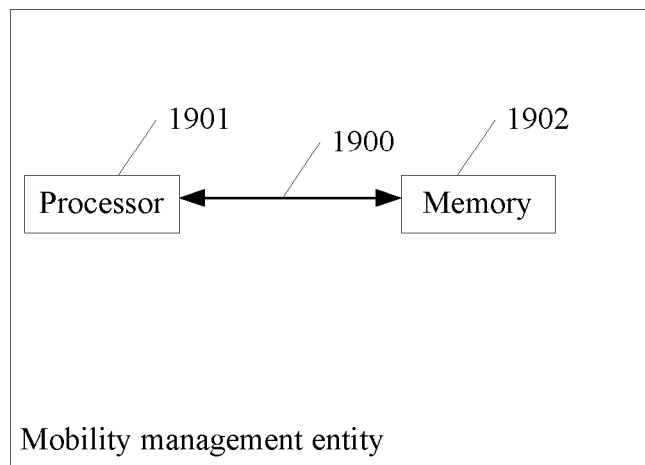 1901
1900
1902
Processor
Memory
Mobility management entity